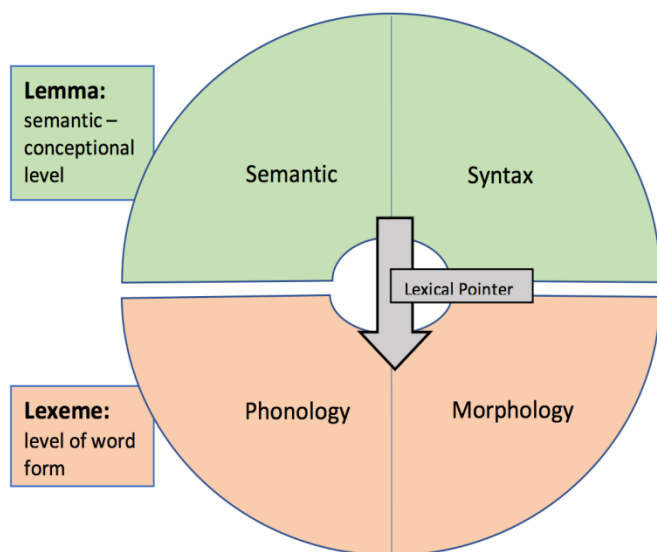 Lemma:
semantic –
conceptional
level
Semantic
Syntax
Lexical Pointer
Lexeme:
level of word
form
Phonology
Morphology